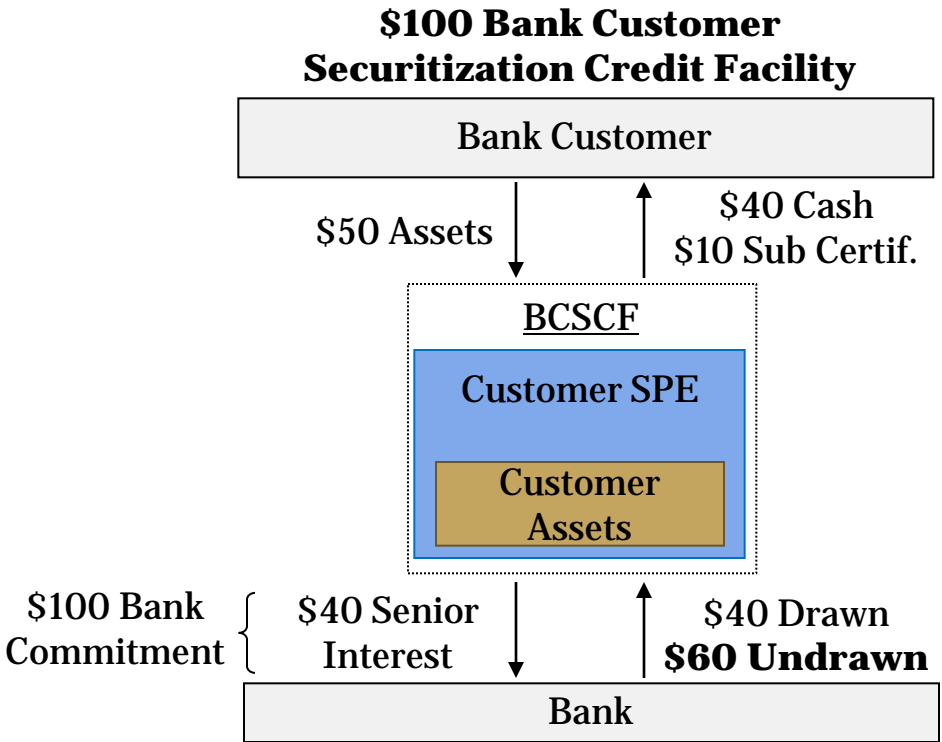 $100 Bank Customer
Securitization Credit Facility
Bank Customer
$50 Assets
$40 Cash
$10 Sub Certif.
BCSCF
Customer SPE
Customer
Assets
$100 Bank
Commitment
$40 Senior
Interest
$40 Drawn
$60 Undrawn
Bank